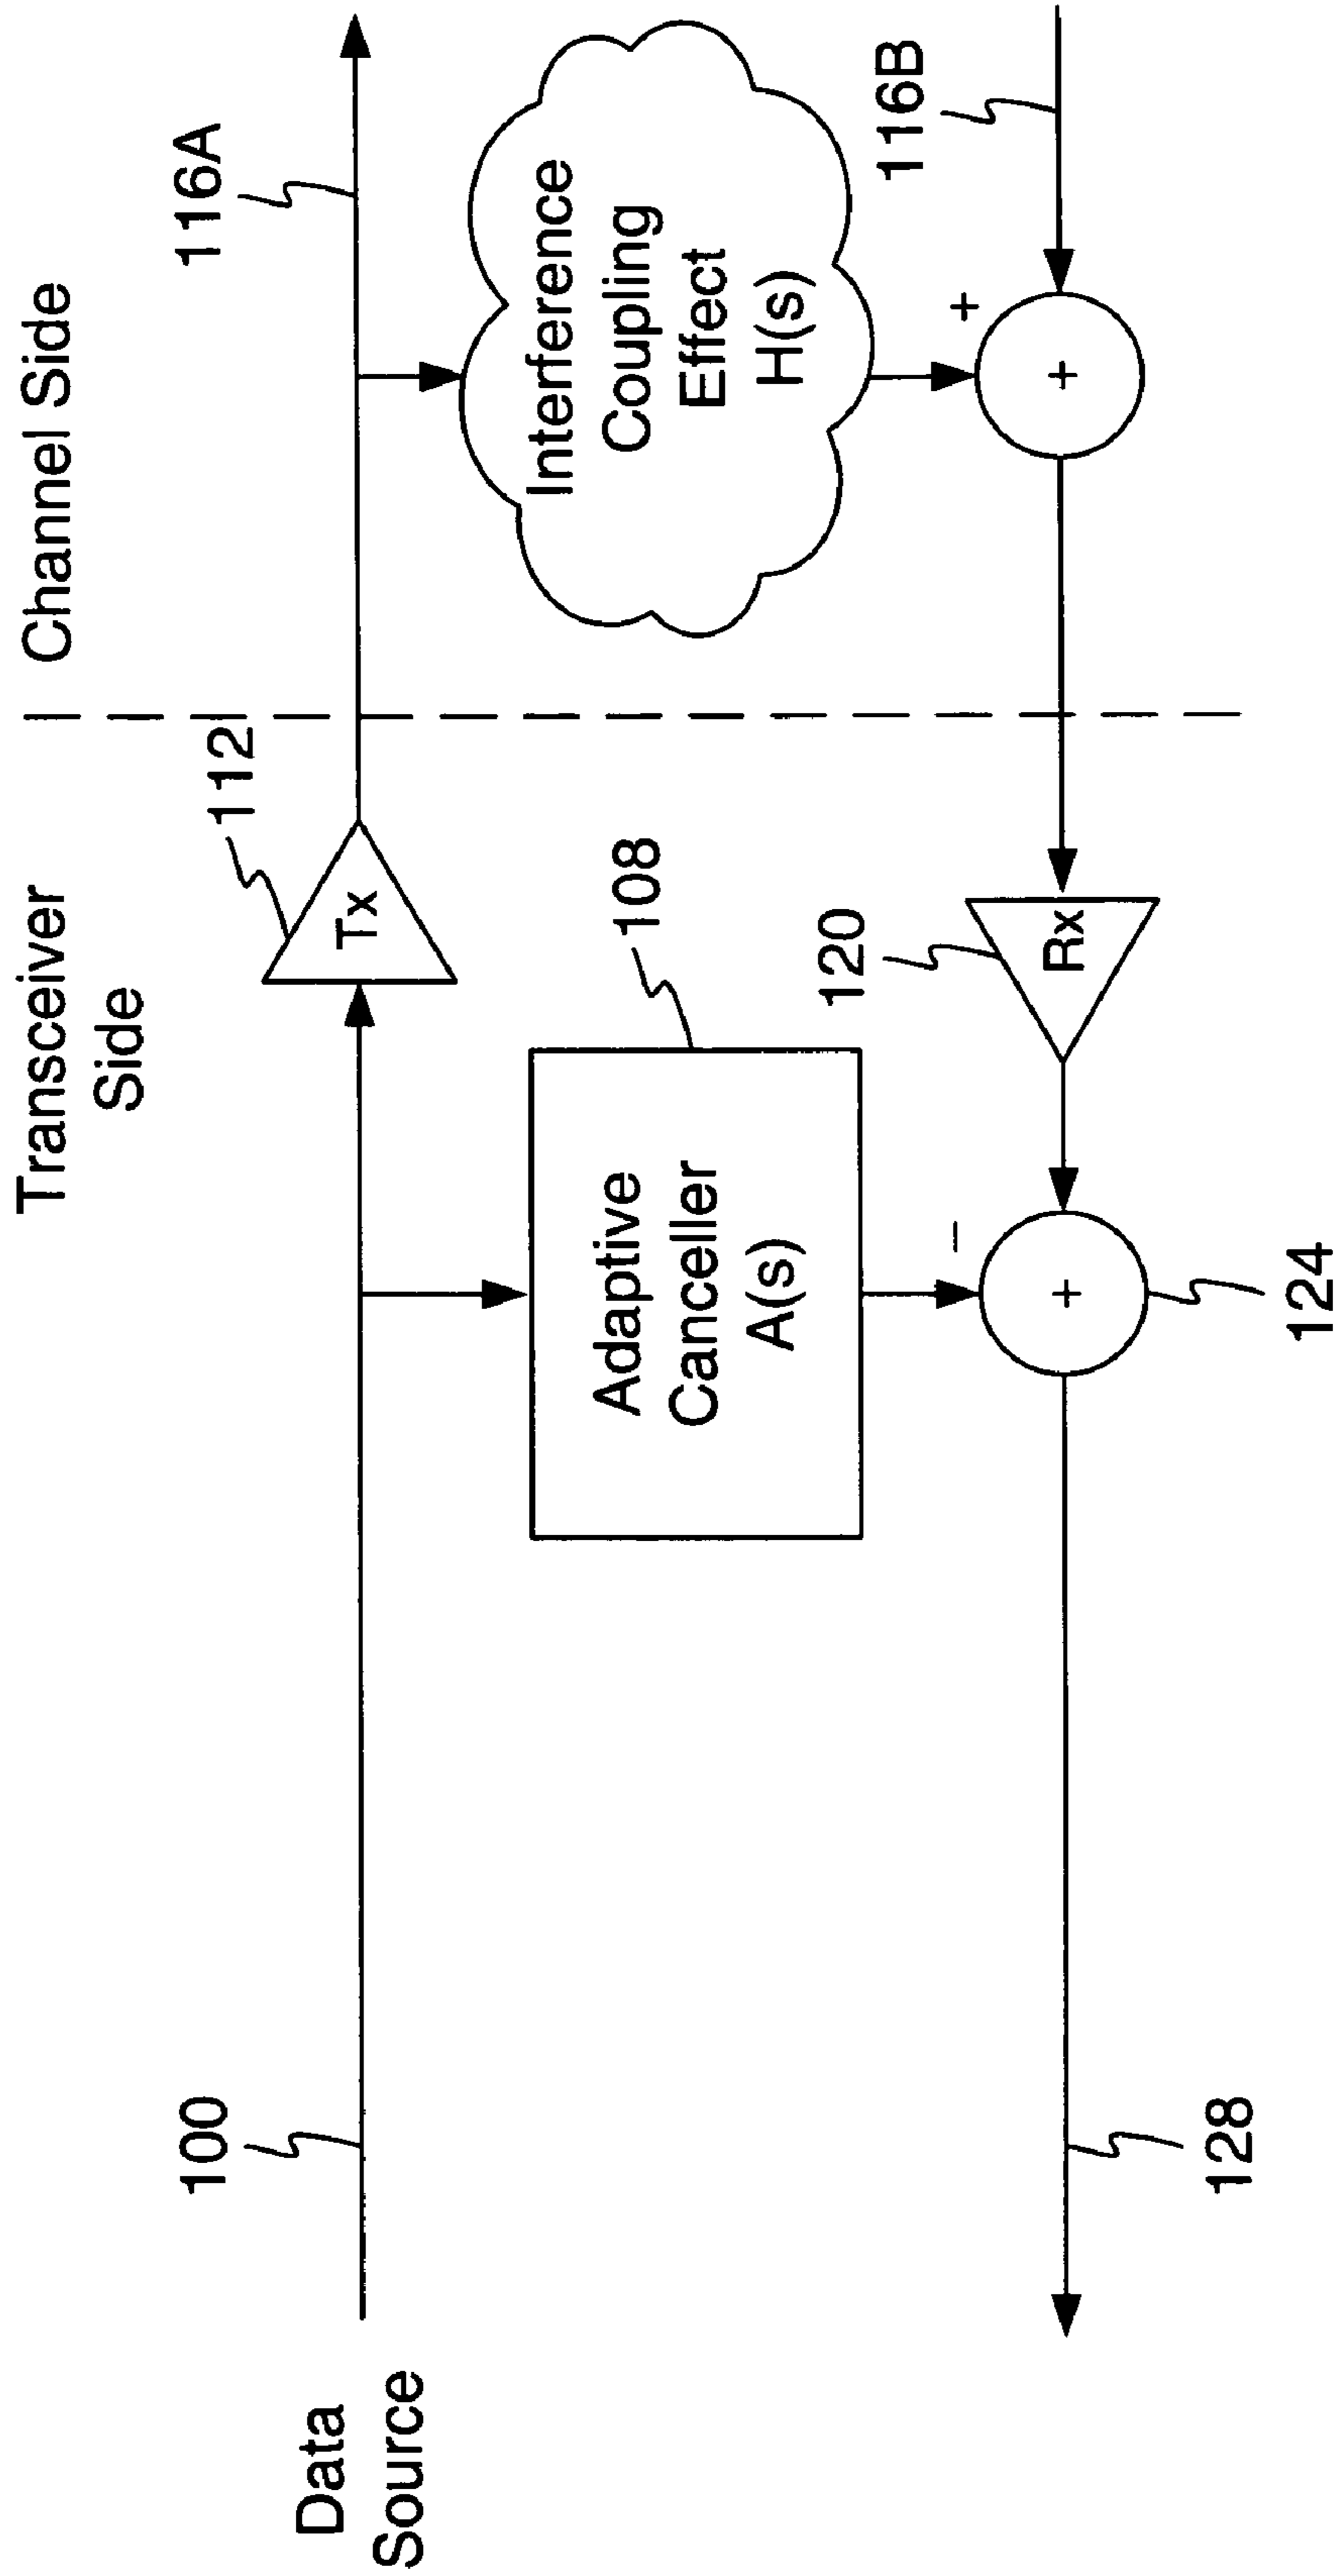 Transceiver
Side
| Channel Side
100
112
116A
Data
Source
Tx
108
Adaptive
Canceller
A(s)
Interference
Coupling
Effect
H(s)
120
116B
−
+
+
Rx
+
128
124